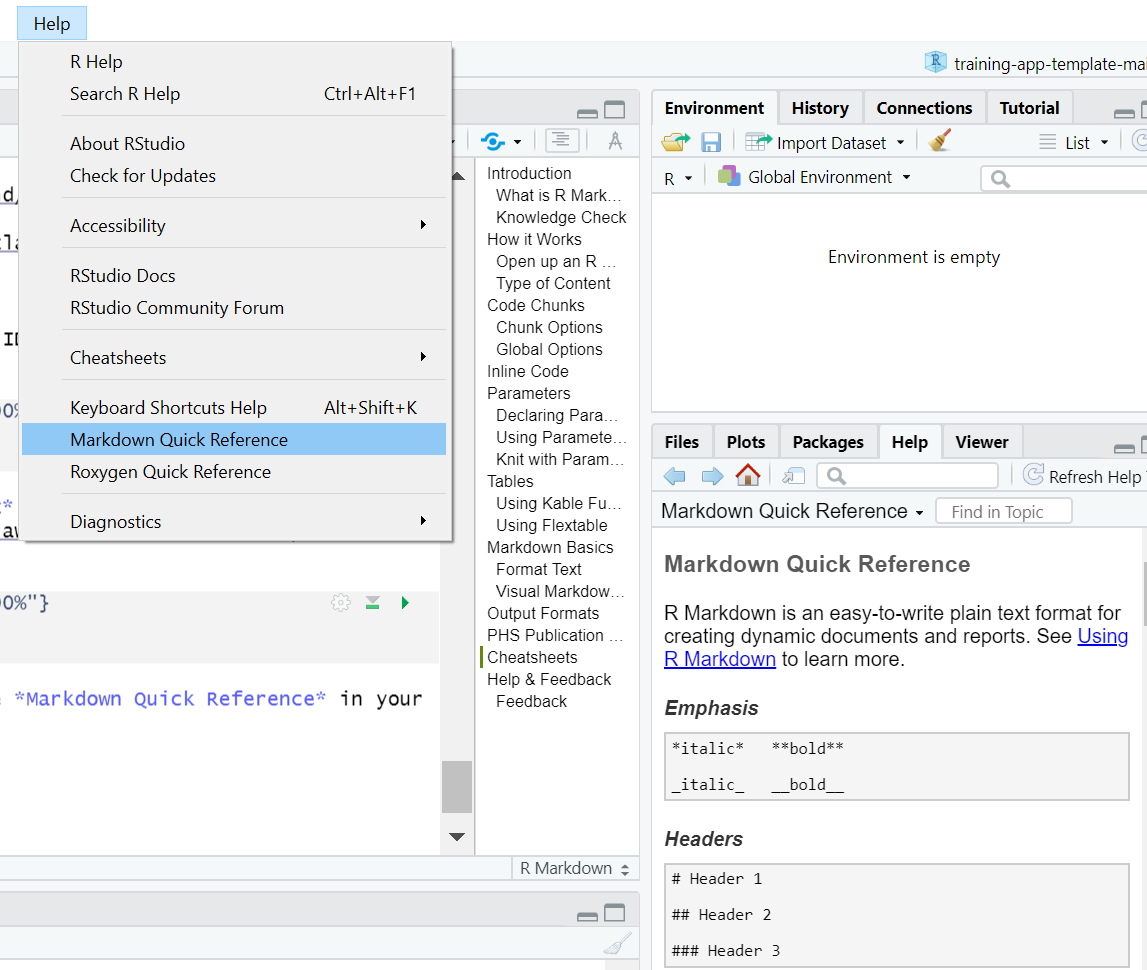 Help
R Help
Search R Help Ctrl+Alt+F1
About RStudio
Check for Updates
Accessibility
RStudio Docs
RStudio Community Forum
Cheatsheets
Keyboard Shortcuts Help Alt+Shift+K
Markdown Quick Reference
Roxygen Quick Reference
Diagnostics
00%"}
*Markdown Quick Reference* in your
Introduction
What is R Mark…
Knowledge Check
How it Works
Open up an R …
Type of Content
Code Chunks
Chunk Options
Global Options
Inline Code
Parameters
Declaring Para…
Using Paramete…
Knit with Param…
Tables
Using Kable Fu…
Using Flextable
Markdown Basics
Format Text
Visual Markdow…
Output Formats
PHS Publication …
Cheatsheets
Help & Feedback
Feedback
R Markdown
training-app-template-ma
Environment History Connections Tutorial
Import Dataset List
R Global Environment
Environment is empty
Files Plots Packages Help Viewer
Refresh Help
Markdown Quick Reference Find in Topic
Markdown Quick Reference
R Markdown is an easy-to-write plain text format for
creating dynamic documents and reports. See Using
R Markdown to learn more.
Emphasis
*italic* **bold**
_italic_ __bold__
Headers
# Header 1
## Header 2
### Header 3